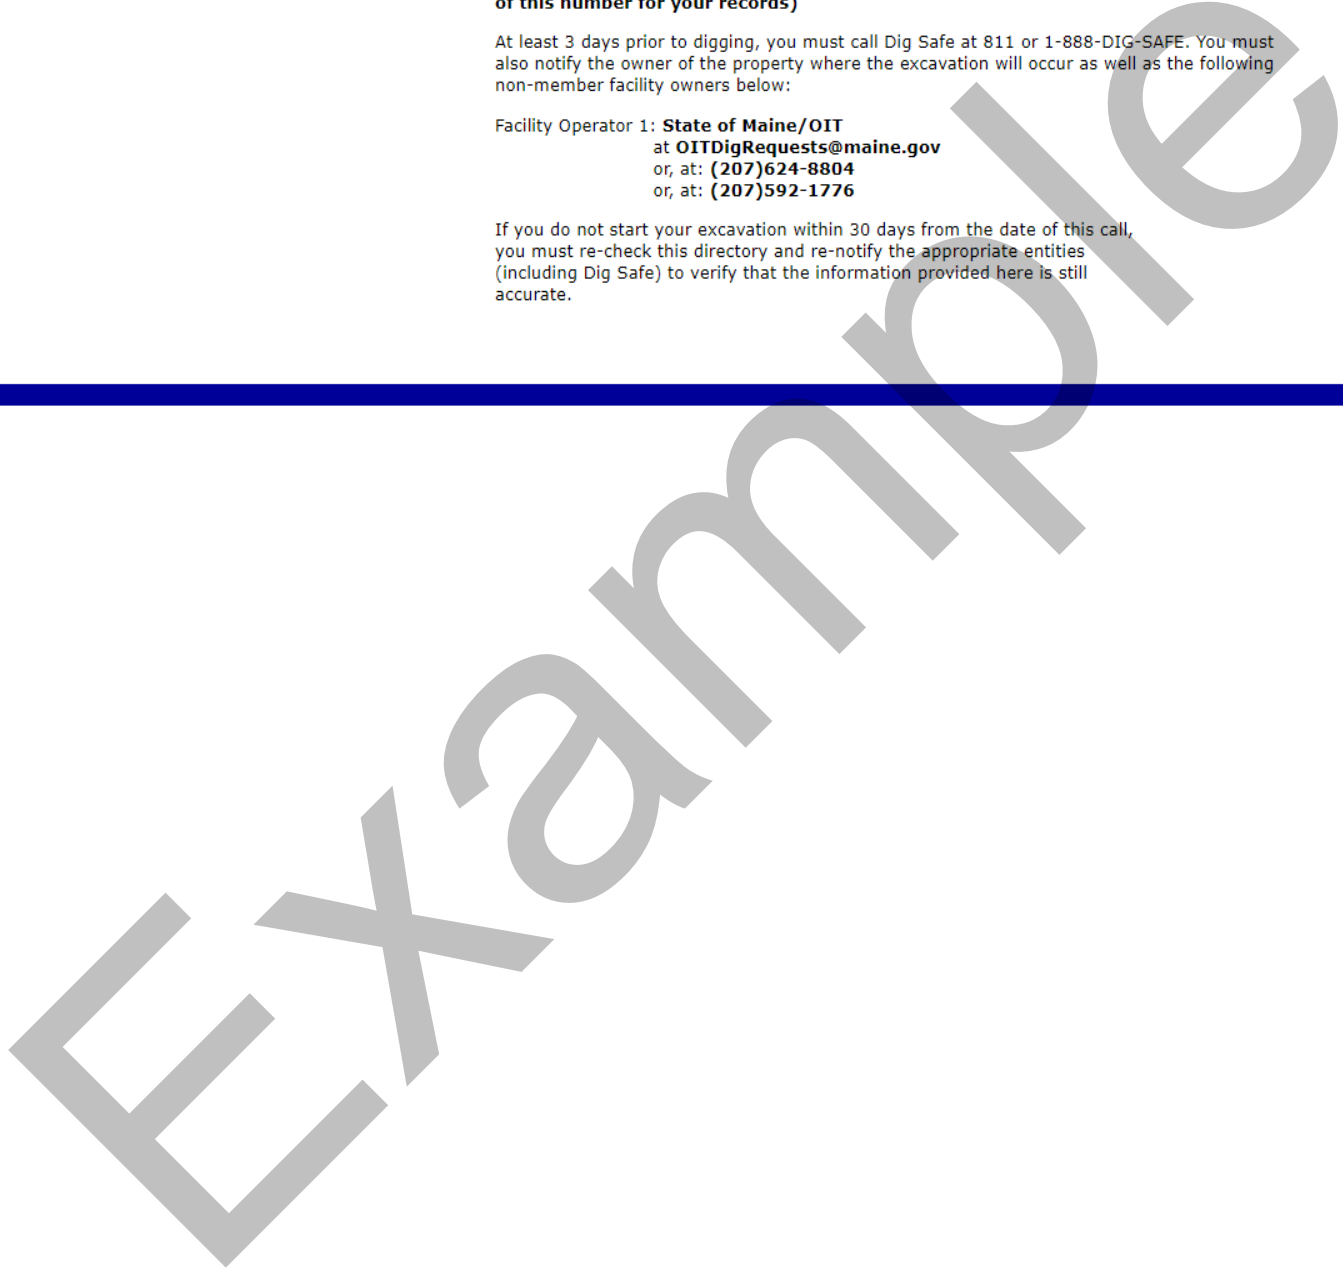 of this number for your records)
At least 3 days prior to digging, you must call Dig Safe at 811 or 1-888-DIG-SAFE. You must
also notify the owner of the property where the excavation will occur as well as the following
non-member facility owners below:
Facility Operator 1: State of Maine/OIT
at OITDigRequests@maine.gov
or, at: (207)624-8804
or, at: (207)592-1776
If you do not start your excavation within 30 days from the date of this call,
you must re-check this directory and re-notify the appropriate entities
(including Dig Safe) to verify that the information provided here is still
accurate.
Example